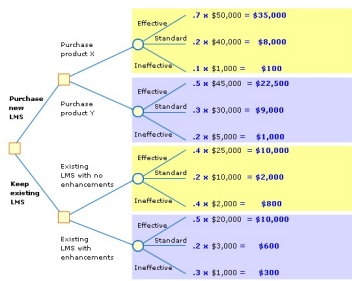 Effective
.7 x $50,000 = $35,000
Purchase
product X
Standard
.2 x $40,000 = $8,000
Ineffective
.1 x $1,000 = $100
Purchase
new
LMS
Effective
.5 x $45,000 = $22,500
Purchase
product Y
Standard
.3 x $30,000 = $9,000
Ineffective
.2 x $5,000 = $1,000
Keep
existing
LMS
Effective
.4 x $25,000 = $10,000
Existing
LMS with no
enhancements
Standard
.2 x $10,000 = $2,000
Ineffective
.4 x $2,000 = $800
Effective
.5 x $20,000 = $10,000
Existing
LMS with
enhancements
Standard
.2 x $3,000 = $600
Ineffective
.3 x $1,000 = $300